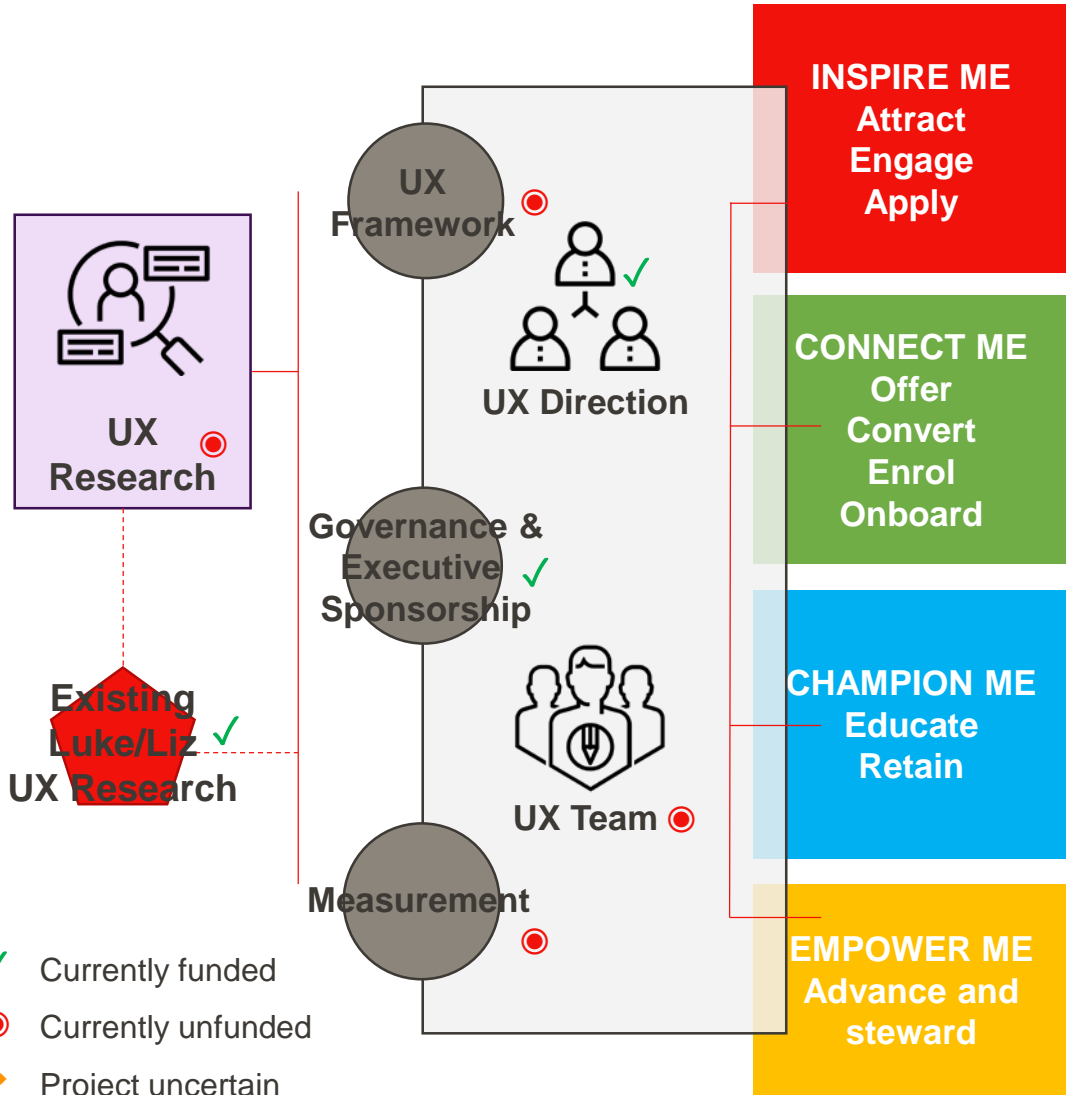 UX
Research
Existing
Luke/Liz
UX Research
UX
Framework
Governance &
Executive
Sponsorship
Measurement
UX Direction
UX Team
INSPIRE ME
Attract
Engage
Apply
CONNECT ME
Offer
Convert
Enrol
Onboard
CHAMPION ME
Educate
Retain
EMPOWER ME
Advance and
steward
Currently funded
Currently unfunded
Project uncertain